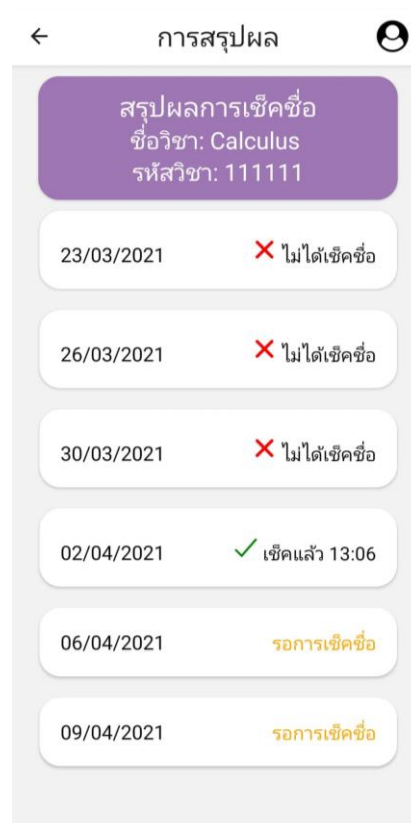 การสรุปผล
สรุปผลการเช็คชื่อ
ชื่อวิชา: Calculus
รหัสวิชา: 111111
23/03/2021 ไม่ได้เช็คชื่อ
26/03/2021 ไม่ได้เช็คชื่อ
30/03/2021 ไม่ได้เช็คชื่อ
02/04/2021 เช็คแล้ว 13:06
06/04/2021 รอการเช็คชื่อ
09/04/2021 รอการเช็คชื่อ